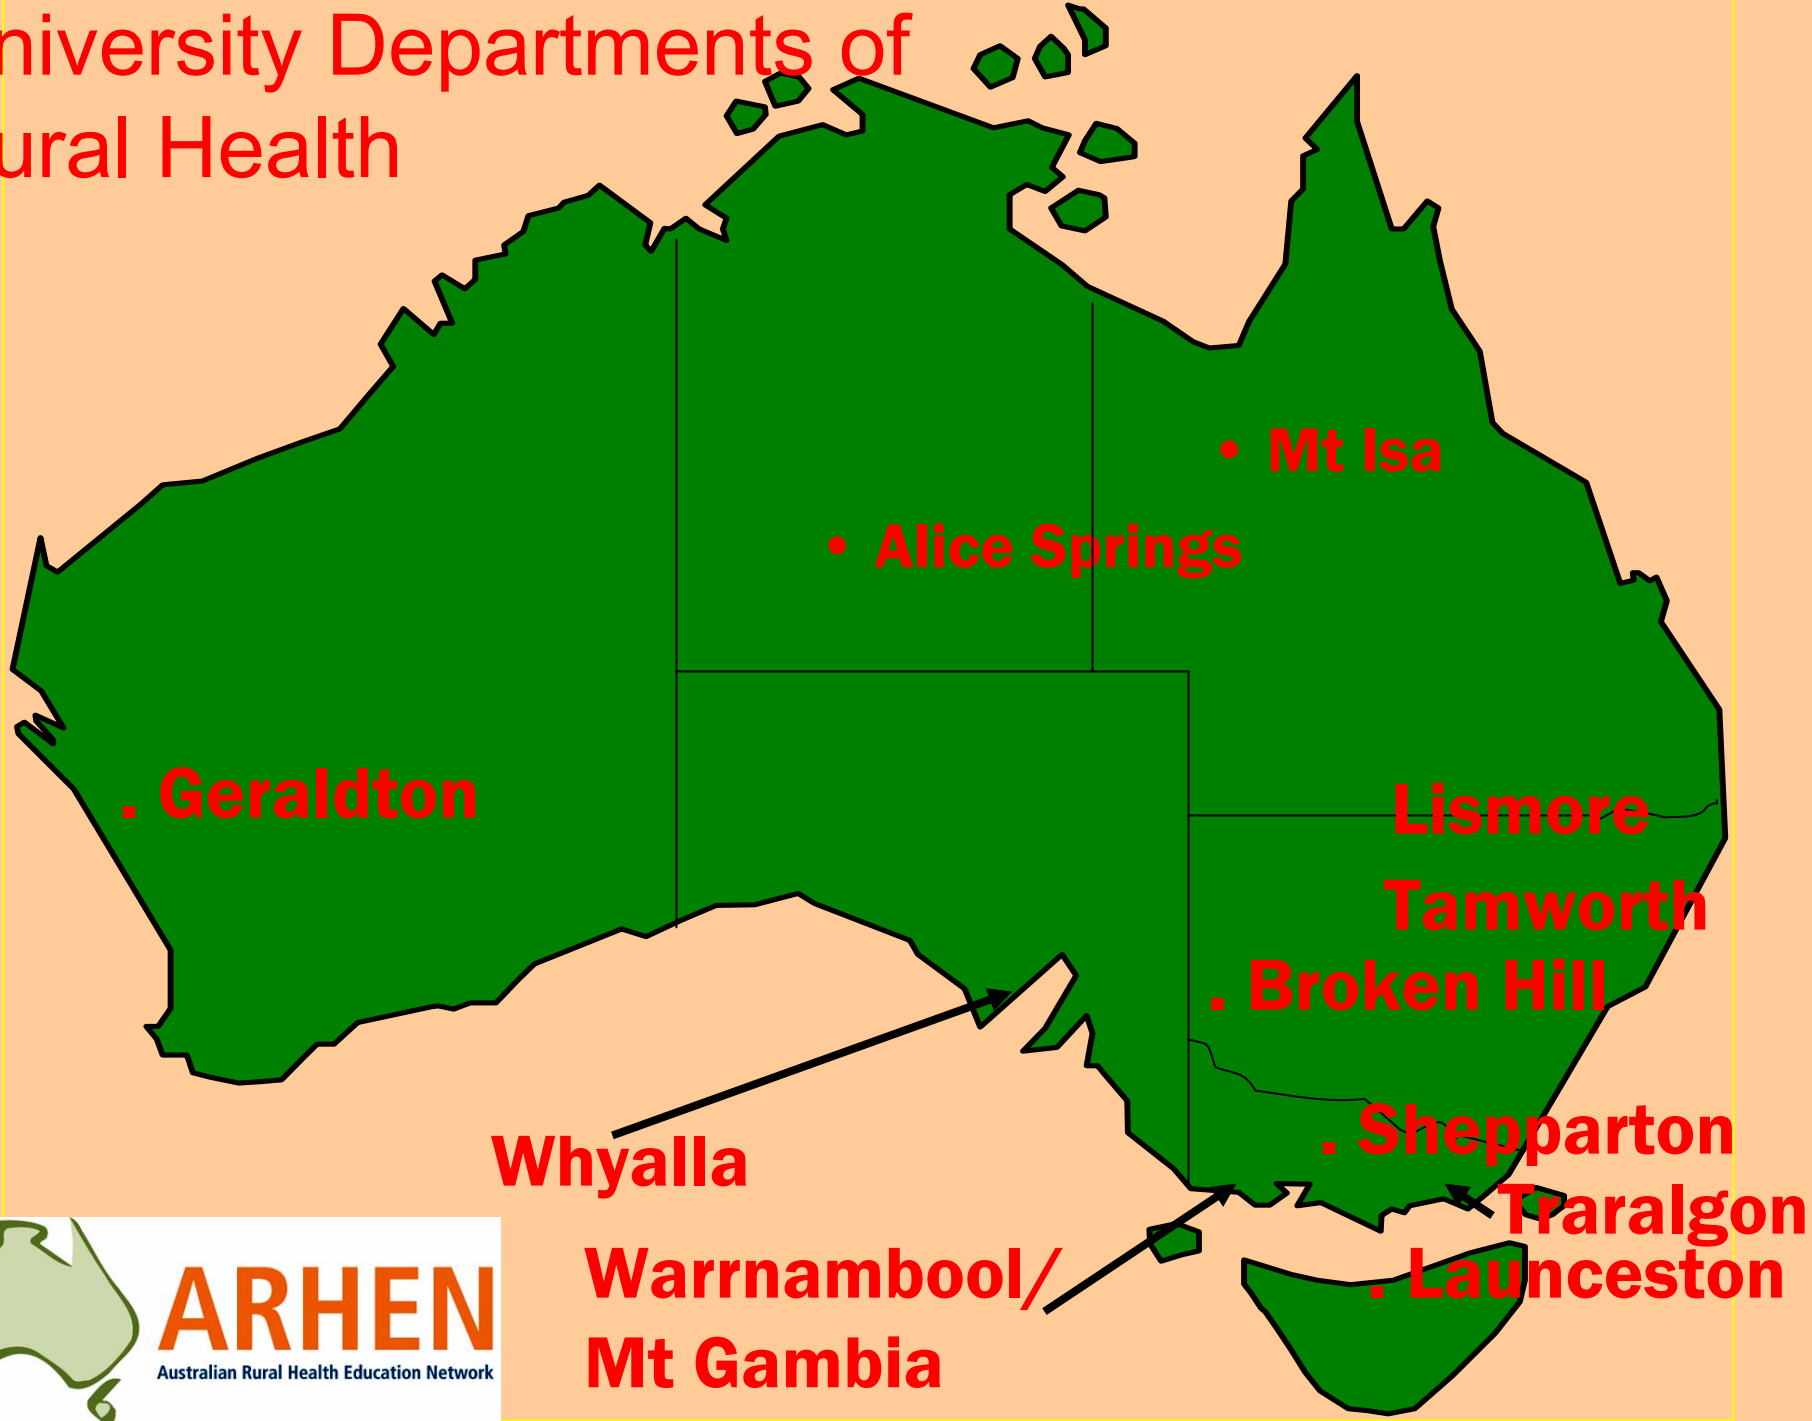 niversity Departments of
ural Health
• Mt Isa
• Alice Springs
. Geraldton
Lismore
Tamworth
. Broken Hill
. Shepparton
Whyalla
Traralgon
Warrnambool/
. Launceston
Mt Gambia
ARHEN
Australian Rural Health Education Network